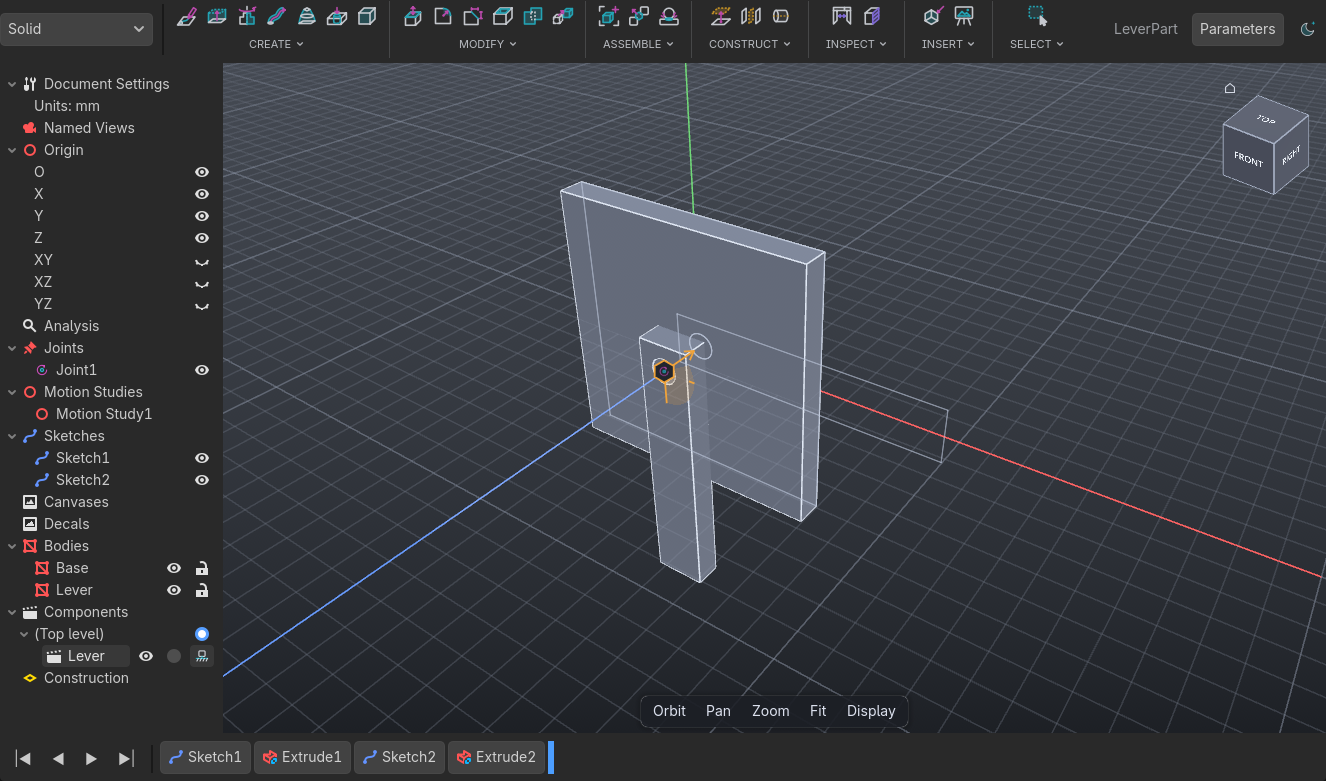 Solid
CREATE
MODIFY
ASSEMBLE
CONSTRUCT
INSPECT
INSERT
SELECT
LeverPart
Parameters
Document Settings
Units: mm
Named Views
Origin
O
X
Y
Z
XY
XZ
YZ
Analysis
Joints
Joint1
Motion Studies
Motion Study1
Sketches
Sketch1
Sketch2
Canvases
Decals
Bodies
Base
Lever
Components
(Top level)
Lever
Construction
TOP
FRONT
RIGHT
Orbit Pan Zoom Fit Display
Sketch1 Extrude1 Sketch2 Extrude2